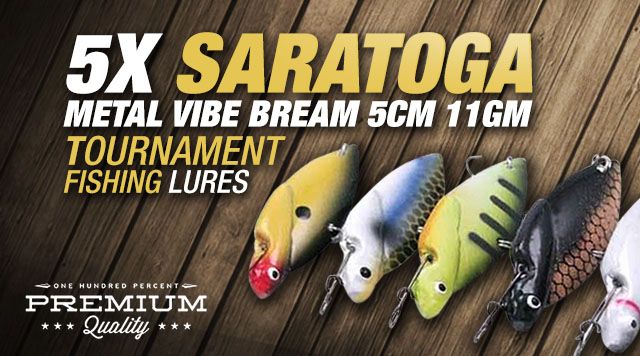 5X SARATOGA
METAL VIBE BREAM 5CM 11GM
TOURNAMENT
FISHING LURES
ONE HUNDRED PERCENT
PREMIUM
Quality